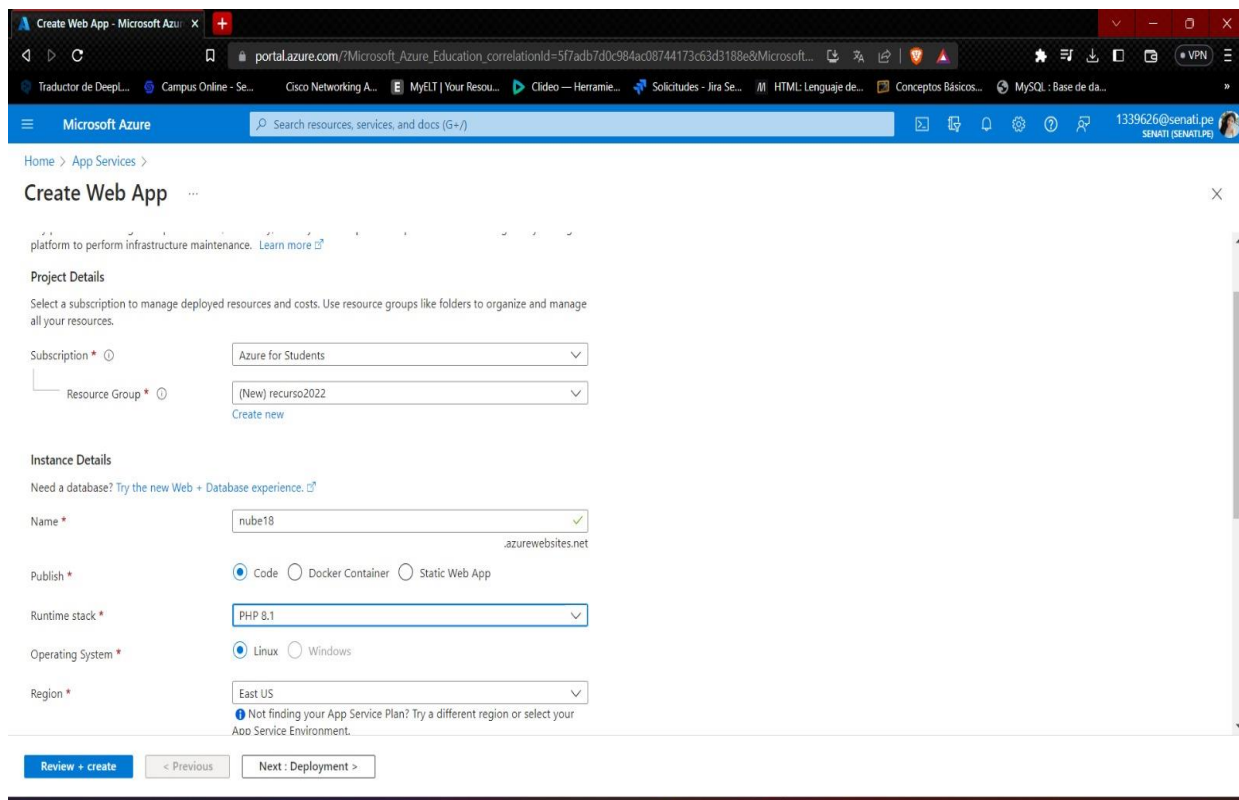 Create Web App - Microsoft Azur
portal.azure.com/?Microsoft_Azure_Education_correlationId=5f7adb7d0c984ac08744173c63d3188e&Microsoft...
VPN
Traductor de DeepL... Campus Online - Se... Cisco Networking A... MyELT | Your Resou... Clideo — Herramie... Solicitudes - Jira Se... HTML: Lenguaje de... Conceptos Básicos... MySQL : Base de da... »
Microsoft Azure Search resources, services, and docs (G+/) 1339626@senati.pe
SENATI (SENATI.PE)
Home > App Services >
Create Web App ...
platform to perform infrastructure maintenance. Learn more
Project Details
Select a subscription to manage deployed resources and costs. Use resource groups like folders to organize and manage
all your resources.
Subscription * Azure for Students
Resource Group * (New) recurso2022
Create new
Instance Details
Need a database? Try the new Web + Database experience.
Name * nube18
.azurewebsites.net
Publish * Code Docker Container Static Web App
Runtime stack * PHP 8.1
Operating System * Linux Windows
Region * East US
Not finding your App Service Plan? Try a different region or select your
App Service Environment.
Review + create < Previous Next : Deployment >